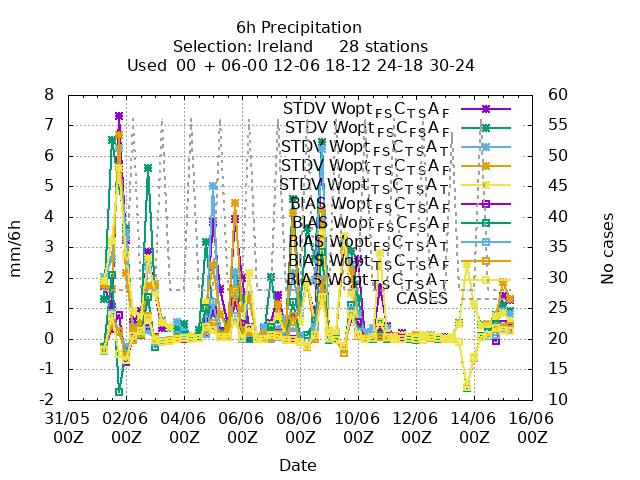 6h Precipitation
Selection: Ireland 28 stations
Used 00 + 06-00 12-06 18-12 24-18 30-24
8 60
7 55
6 50
5 45
4 40
3 35
2 30
1 25
0 20
-1 15
-2 10
mm/6h
No cases
STDV Wopt FS C TS A F
STDV Wopt FS C FS A F
STDV Wopt FS C TS A T
STDV Wopt TS C TS A F
STDV Wopt TS C TS A T
BIAS Wopt FS C TS A F
BIAS Wopt FS C FS A F
BIAS Wopt FS C TS A T
BIAS Wopt TS C TS A F
BIAS Wopt TS C TS A T
CASES
31/05 02/06 04/06 06/06 08/06 10/06 12/06 14/06 16/06
00Z 00Z 00Z 00Z 00Z 00Z 00Z 00Z 00Z
Date